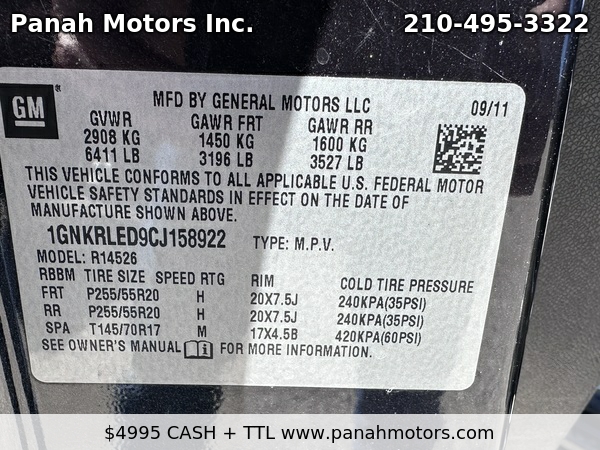 Panah Motors Inc. 210-495-3322
GM
MFD BY GENERAL MOTORS LLC 09/11
GVWR GAWR FRT GAWR RR
2908 KG 1450 KG 1600 KG
6411 LB 3196 LB 3527 LB
THIS VEHICLE CONFORMS TO ALL APPLICABLE U.S. FEDERAL MOTOR
VEHICLE SAFETY STANDARDS IN EFFECT ON THE DATE OF
MANUFACTURE SHOWN ABOVE.
1GNKRLED9CJ158922 TYPE: M.P.V.
MODEL: R14526
RBBM TIRE SIZE SPEED RTG RIM COLD TIRE PRESSURE
FRT P255/55R20 H 20X7.5J 240KPA(35PSI)
RR P255/55R20 H 20X7.5J 240KPA(35PSI)
SPA T145/70R17 M 17X4.5B 420KPA(60PSI)
SEE OWNER'S MANUAL FOR MORE INFORMATION.
$4995 CASH + TTL www.panahmotors.com